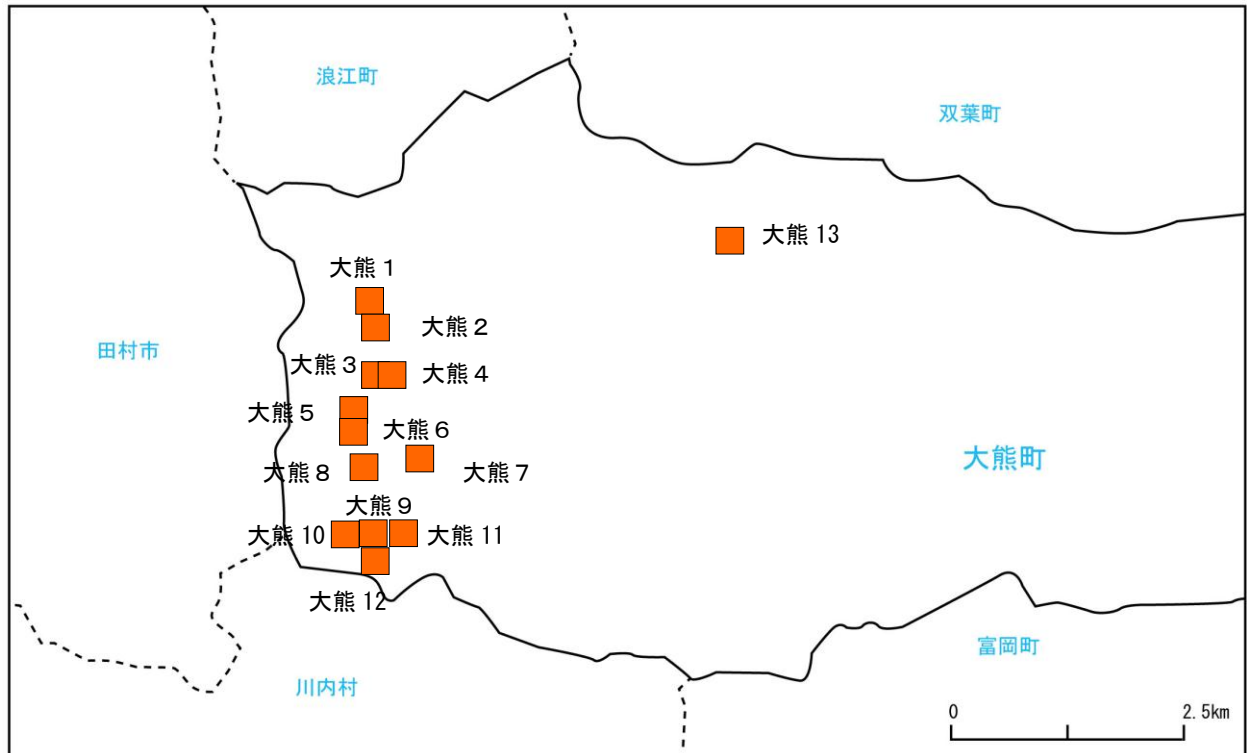 浪江町
双葉町
大熊 13
大熊１
大熊２
田村市
大熊３
大熊４
大熊５
大熊６
大熊町
大熊８
大熊７
大熊９
大熊 10
大熊 11
大熊 12
富岡町
川内村
0
2.5km